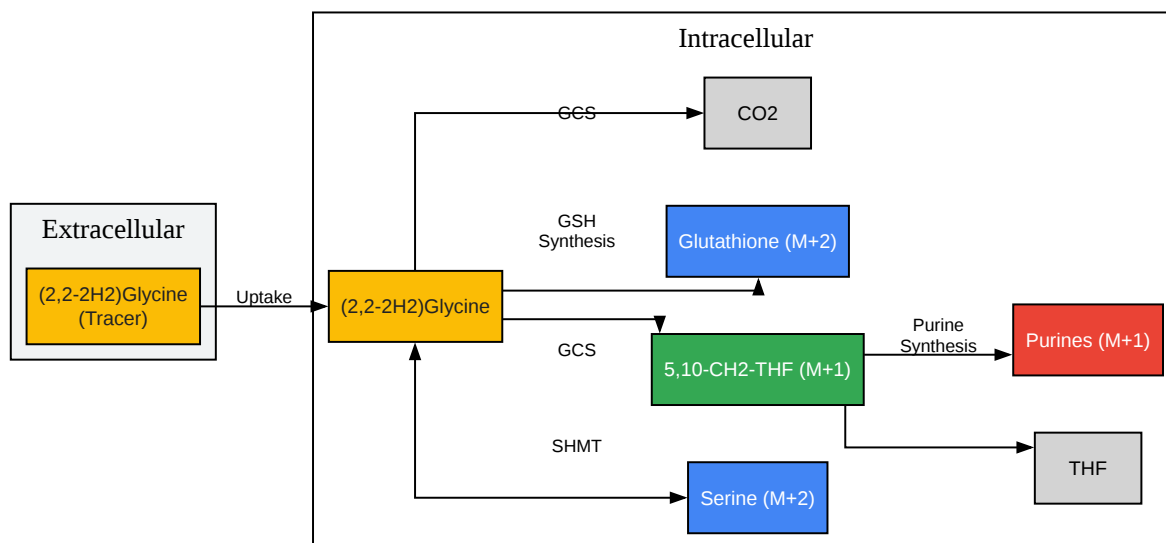 Intracellular
GCS
CO2
Extracellular
(2,2-2H2)Glycine
(Tracer)
Uptake
(2,2-2H2)Glycine
GSH
Synthesis
Glutathione (M+2)
GCS
5,10-CH2-THF (M+1)
Purine
Synthesis
Purines (M+1)
SHMT
Serine (M+2)
THF